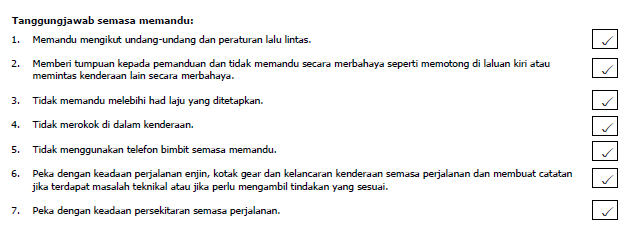 Tanggungjawab semasa memandu:
1. Memandu mengikut undang-undang dan peraturan lalu lintas.
2. Memberi tumpuan kepada pemanduan dan tidak memandu secara merbahaya seperti memotong di laluan kiri atau
memintas kenderaan lain secara merbahaya.
3. Tidak memandu melebihi had laju yang ditetapkan.
4. Tidak merokok di dalam kenderaan.
5. Tidak menggunakan telefon bimbit semasa memandu.
6. Peka dengan keadaan perjalanan enjin, kotak gear dan kelancaran kenderaan semasa perjalanan dan membuat catatan
jika terdapat masalah teknikal atau jika perlu mengambil tindakan yang sesuai.
7. Peka dengan keadaan persekitaran semasa perjalanan.